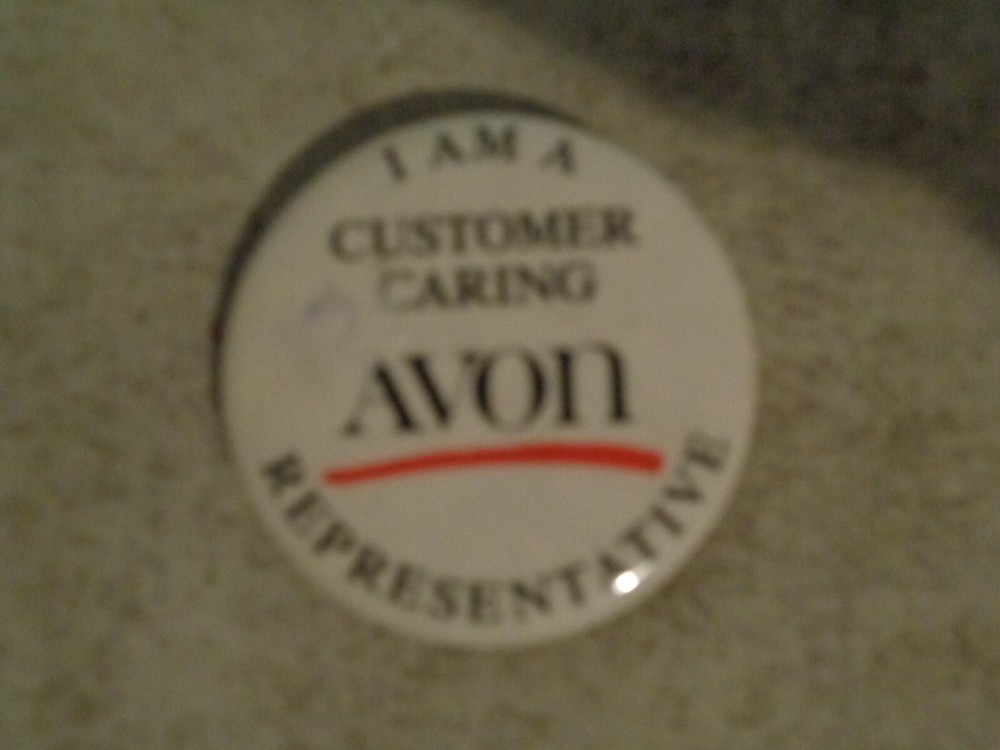 I AM A
CUSTOMER
CARING
AVON
REPRESENTATIVE